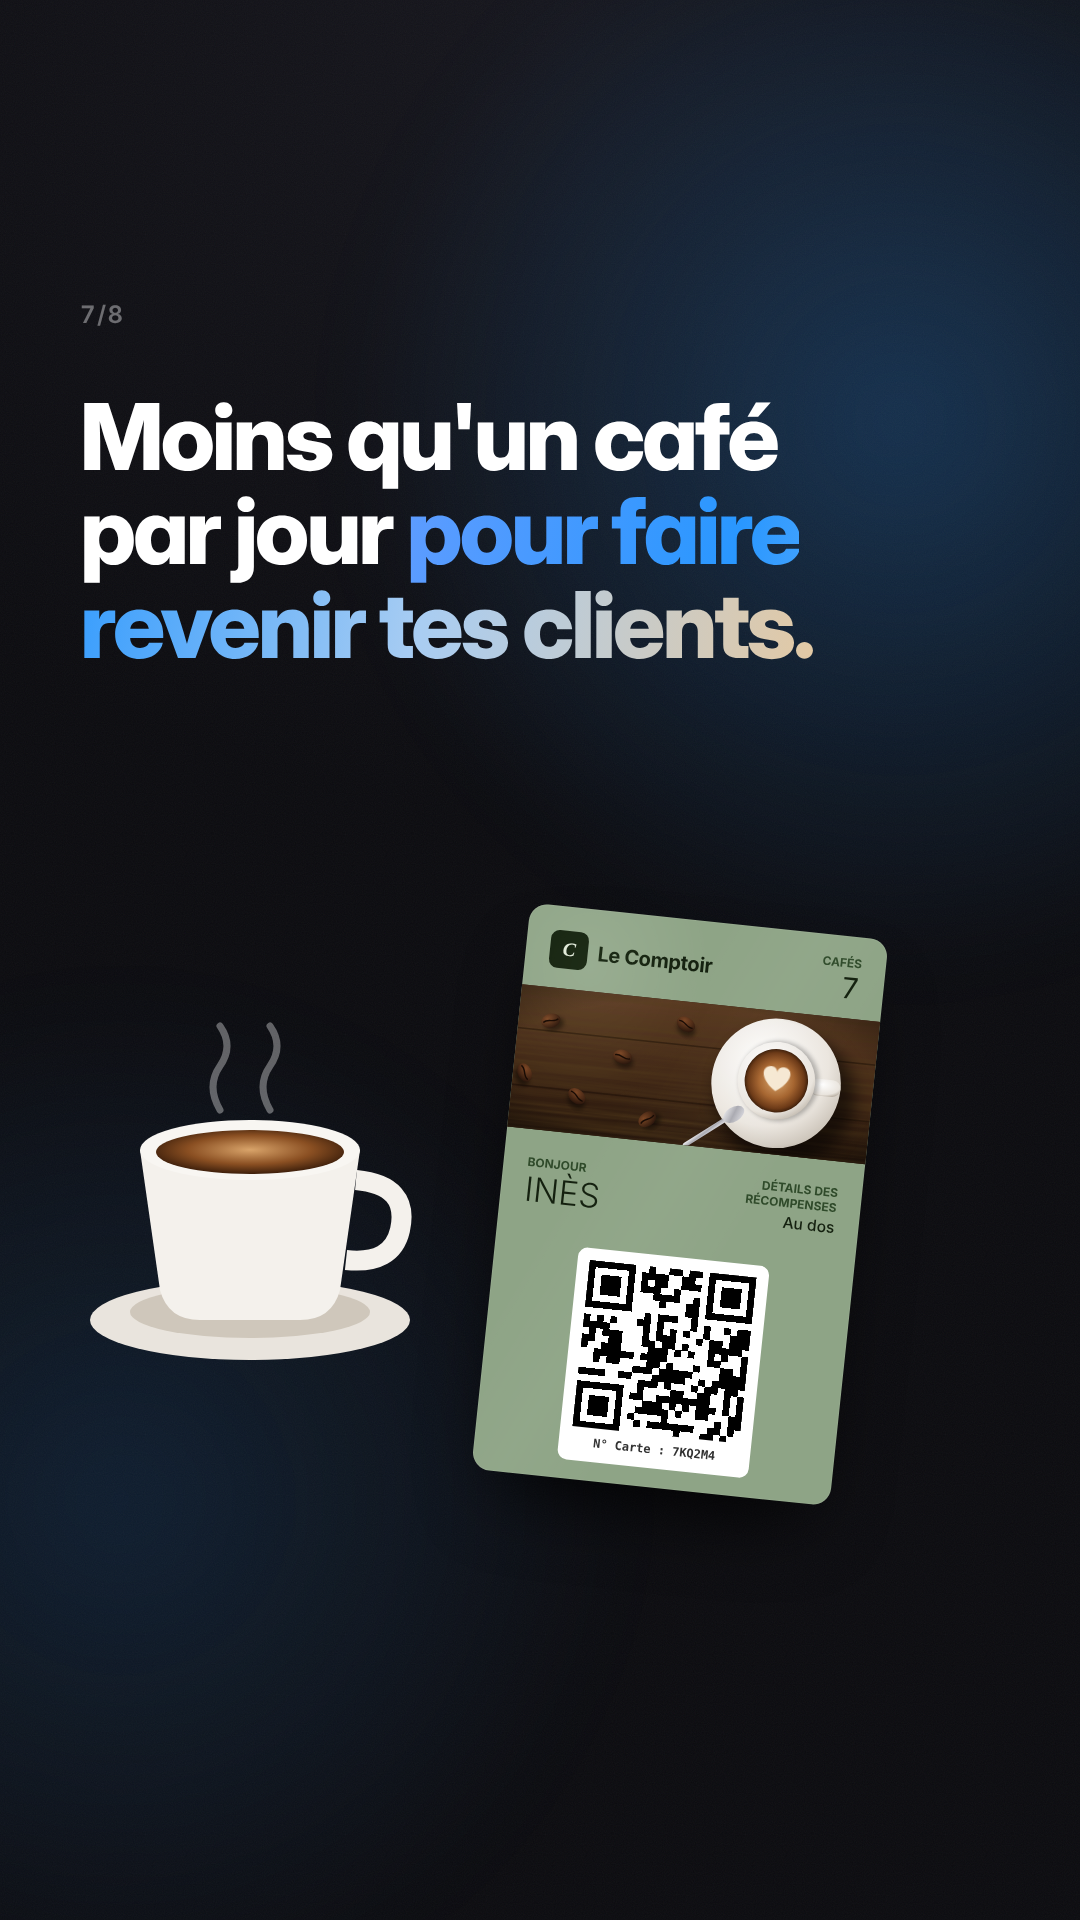 7/8
Moins qu'un café
par jour pour faire
revenir tes clients.
C
Le Comptoir
CAFÉS
7
BONJOUR
INÈS
DÉTAILS DES
RÉCOMPENSES
Au dos
N° Carte : 7KQ2M4